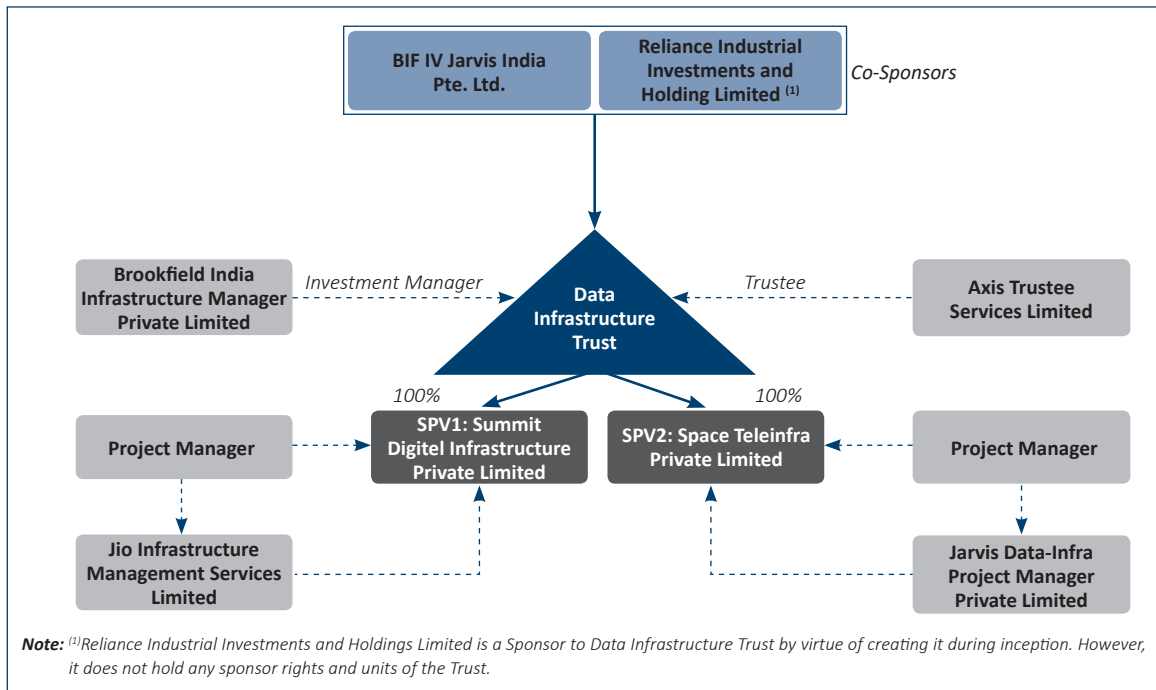 BIF IV Jarvis India
Pte. Ltd.
Reliance Industrial
Investments and
Holding Limited (1)
Co-Sponsors
Brookfield India
Infrastructure Manager
Private Limited
Investment Manager
Data
Infrastructure
Trust
Trustee
Axis Trustee
Services Limited
100%
100%
Project Manager
SPV1: Summit
Digitel Infrastructure
Private Limited
SPV2: Space Teleinfra
Private Limited
Project Manager
Jio Infrastructure
Management Services
Limited
Jarvis Data-Infra
Project Manager
Private Limited
Note: (1)Reliance Industrial Investments and Holdings Limited is a Sponsor to Data Infrastructure Trust by virtue of creating it during inception. However,
it does not hold any sponsor rights and units of the Trust.